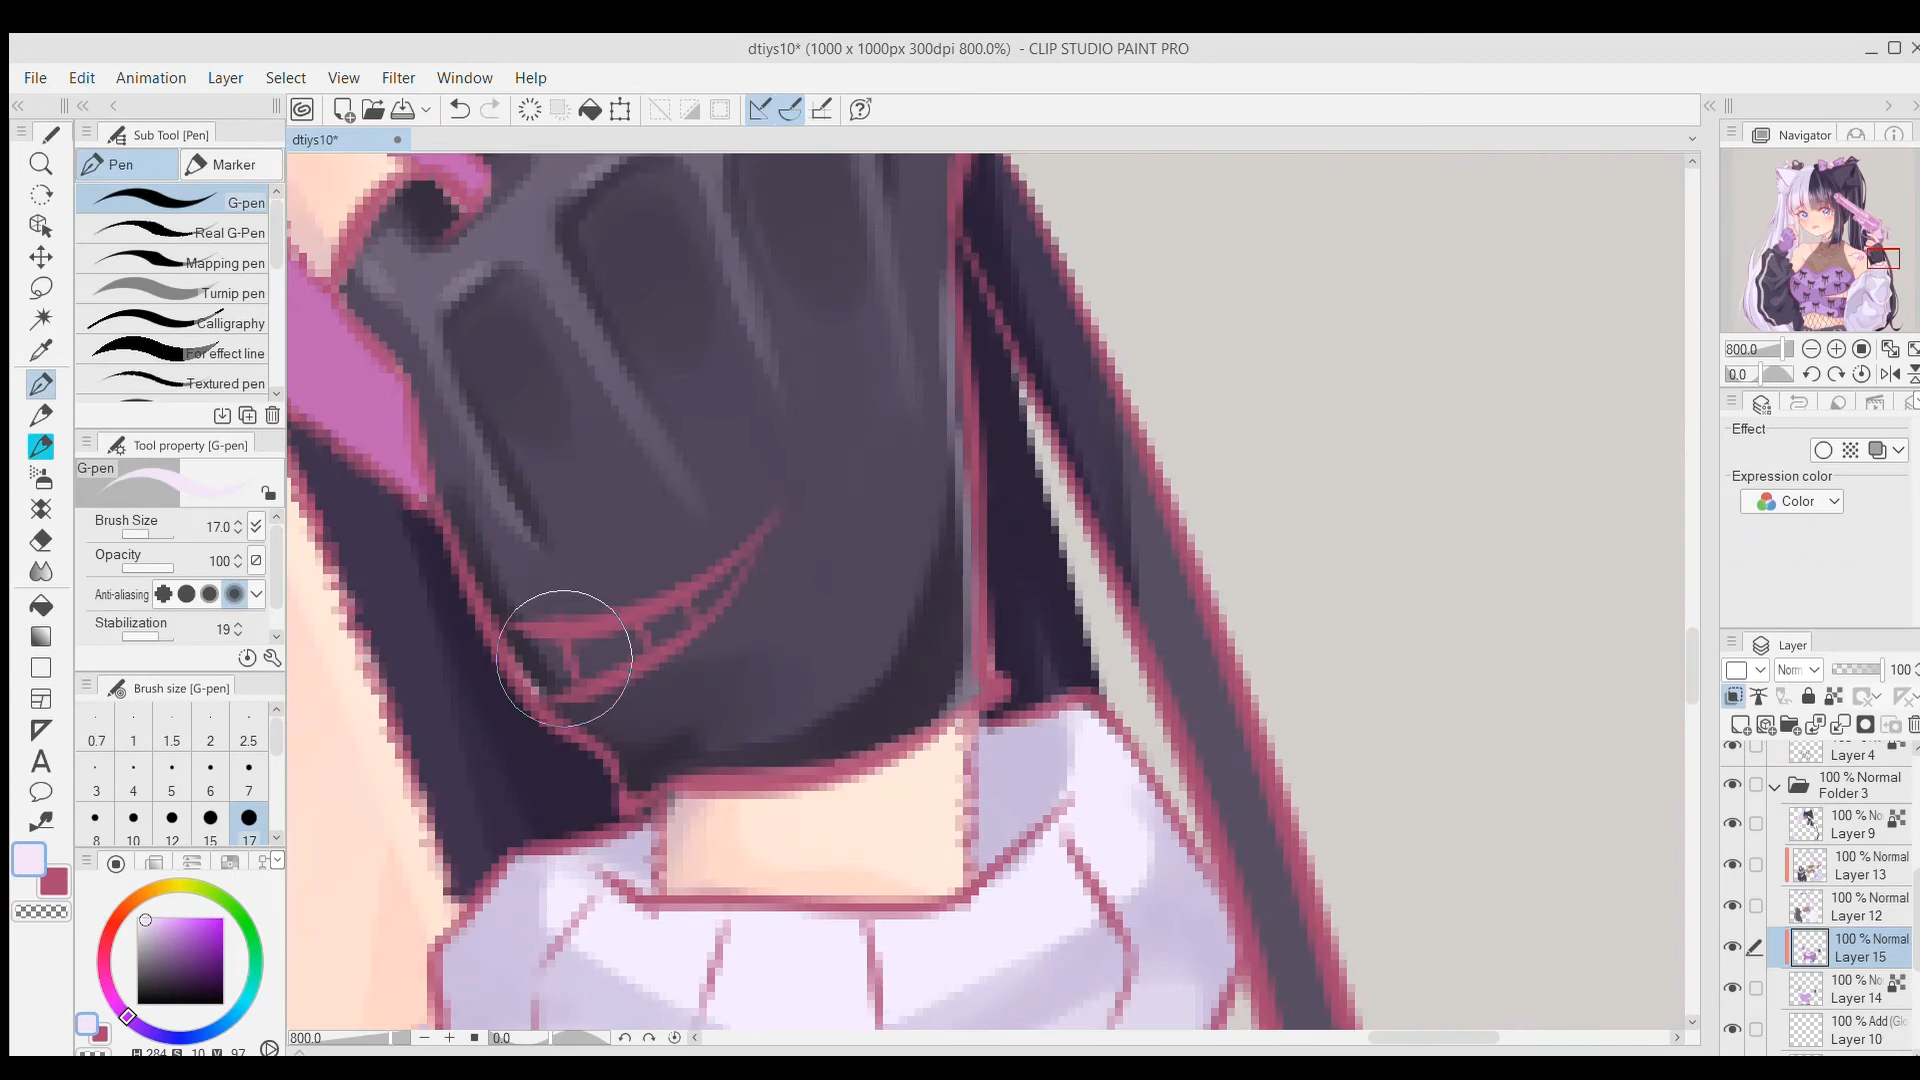 dtiys10* (1000 x 1000px 300dpi 800.0%) - CLIP STUDIO PAINT PRO
File Edit Animation Layer Select View Filter Window Help
Sub Tool [Pen]
dtiys10*
Navigator
Pen Marker
G-pen
Real G-Pen
Mapping pen
Turnip pen
Calligraphy
For effect line
Textured pen
800.0
0.0
Effect
Tool property [G-pen]
G-pen
Expression color
Color
Brush Size 17.0
Opacity 100
Anti-aliasing
Stabilization 19
Layer
Norm 100
Brush size [G-pen]
0.7 1 1.5 2 2.5
3 4 5 6 7
8 10 12 15 17
Layer 4
100 % Normal
Folder 3
100 % No
Layer 9
100 % Normal
Layer 13
100 % Normal
Layer 12
100 % Normal
Layer 15
100 % No
Layer 14
100 % Add (Glo
Layer 10
800.0 0.0
H 284 S 10 V 97